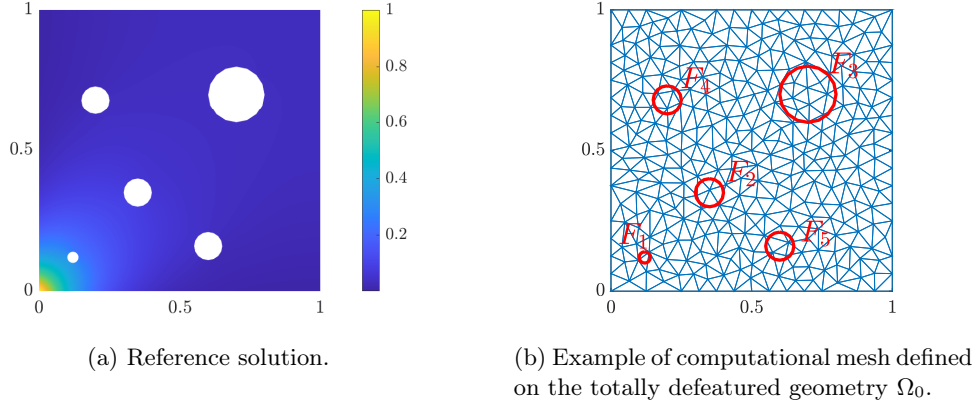 1
0.5
0
0
0.5
1
1
0.8
0.6
0.4
0.2
1
0.5
0
0
0.5
1
F₄
F₃
F₂
F₁
F₅
(a) Reference solution.
(b) Example of computational mesh defined
on the totally defeatured geometry Ω₀.